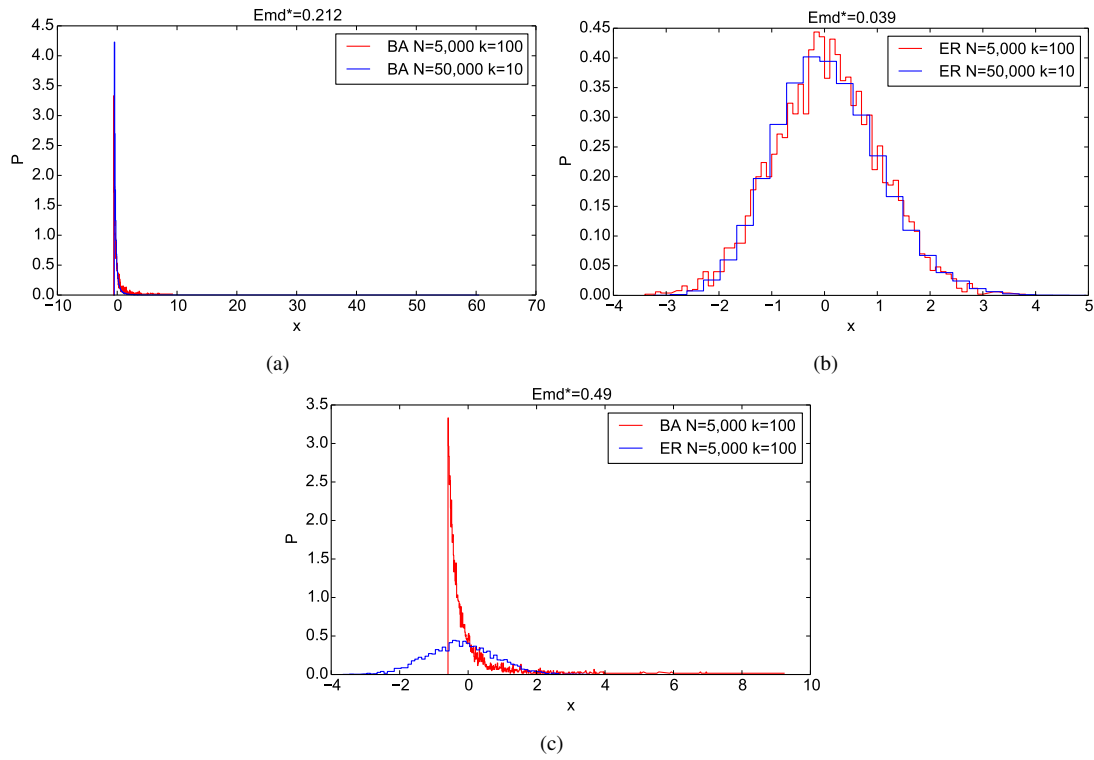 Emd*=0.212
4.5
4.0
3.5
3.0
2.5
2.0
1.5
1.0
0.5
0.0
P
BA N=5,000 k=100
BA N=50,000 k=10
−10 0 10 20 30 40 50 60 70
x
(a)
Emd*=0.039
0.45
0.40
0.35
0.30
0.25
0.20
0.15
0.10
0.05
0.00
P
ER N=5,000 k=100
ER N=50,000 k=10
−4 −3 −2 −1 0 1 2 3 4 5
x
(b)
Emd*=0.49
3.5
3.0
2.5
2.0
1.5
1.0
0.5
0.0
P
BA N=5,000 k=100
ER N=5,000 k=100
−4 −2 0 2 4 6 8 10
x
(c)